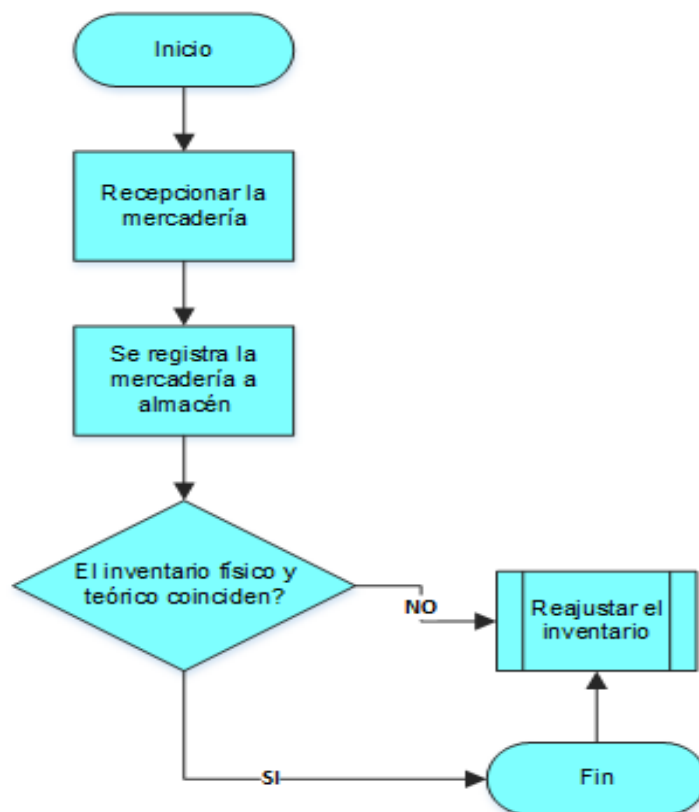 Inicio
Recepcionar la
mercadería
Se registra la
mercadería a
almacén
El inventario físico y
teórico coinciden?
NO
Reajustar el
inventario
SI
Fin